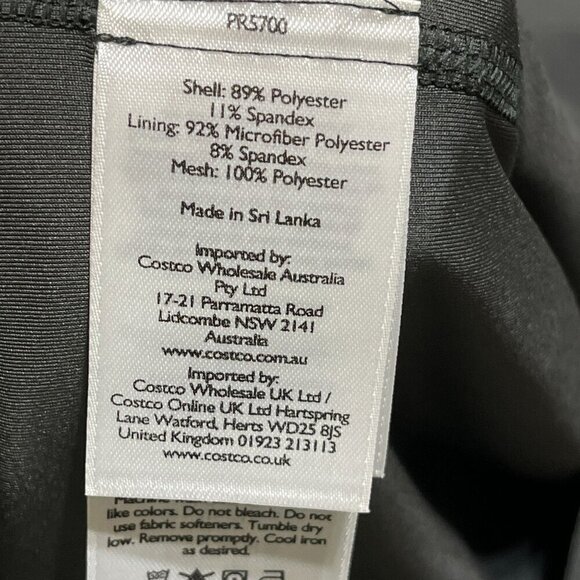 PR5700
Shell: 89% Polyester
11% Spandex
Lining: 92% Microfiber Polyester
8% Spandex
Mesh: 100% Polyester
Made in Sri Lanka
Imported by:
Costco Wholesale Australia
Pty Ltd
17-21 Parramatta Road
Lidcombe NSW 2141
Australia
www.costco.com.au
Imported by:
Costco Wholesale UK Ltd /
Costco Online UK Ltd Hartspring
Lane Watford, Herts WD25 8JS
United Kingdom 01923 213113
www.costco.co.uk
like colors. Do not bleach. Do not
use fabric softeners. Tumble dry
low. Remove promptly. Cool iron
as desired.